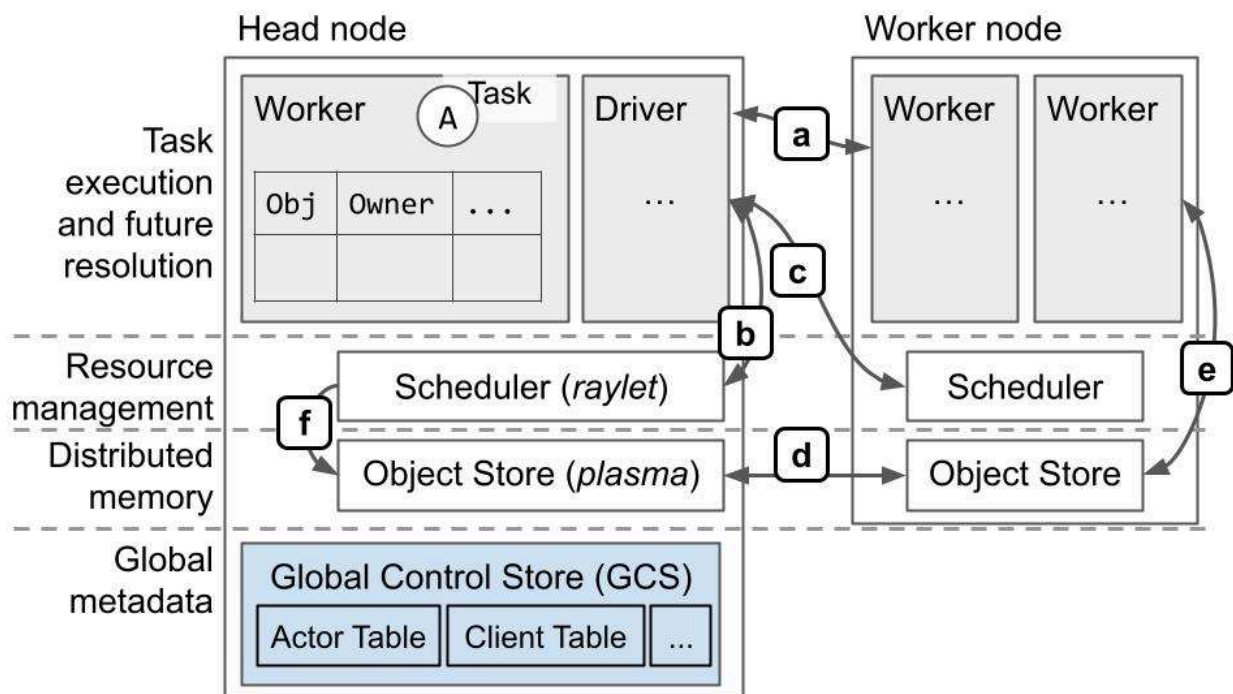 Head node
Worker node
Task
execution
and future
resolution
Worker
Task
A
Obj
Owner
...
Driver
...
a
b
c
Worker
...
Worker
...
e
Resource
management
Scheduler (raylet)
Scheduler
f
Distributed
memory
Object Store (plasma)
d
Object Store
Global
metadata
Global Control Store (GCS)
Actor Table
Client Table
...